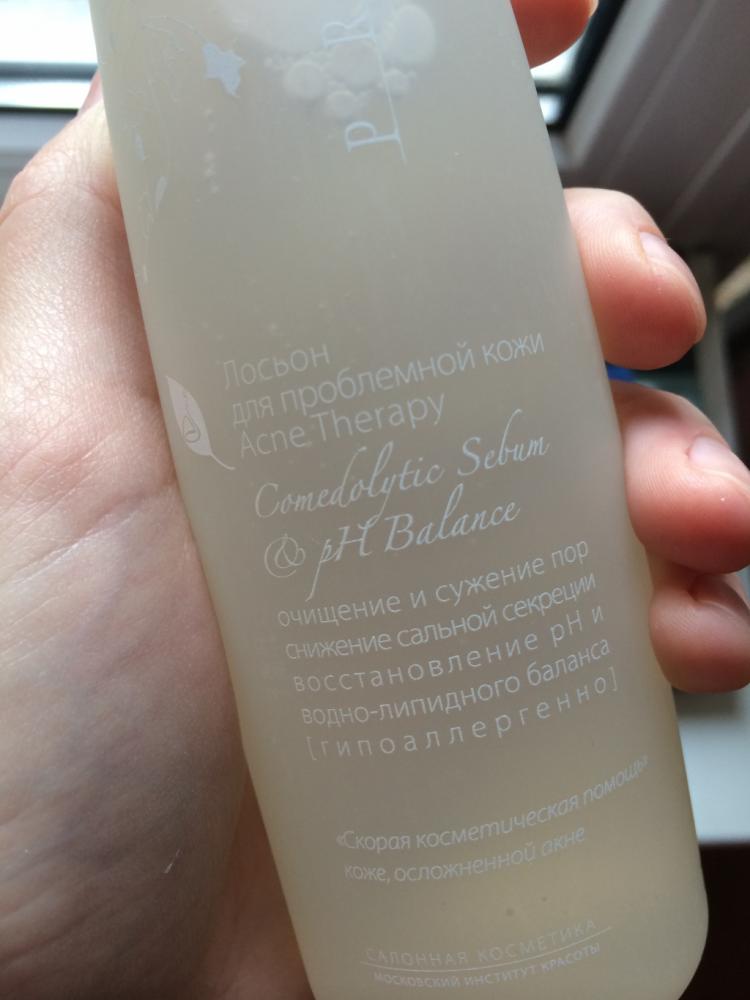 Лосьон
для проблемной кожи
Acne Therapy
Comedolytic Sebum
& pH Balance
очищение и сужение пор
снижение сальной секреции
восстановление pH и
водно-липидного баланса
[гипоаллергенно]
«Скорая косметическая помощь»
коже, осложненной акне
САЛОННАЯ КОСМЕТИКА
МОСКОВСКИЙ ИНСТИТУТ КРАСОТЫ